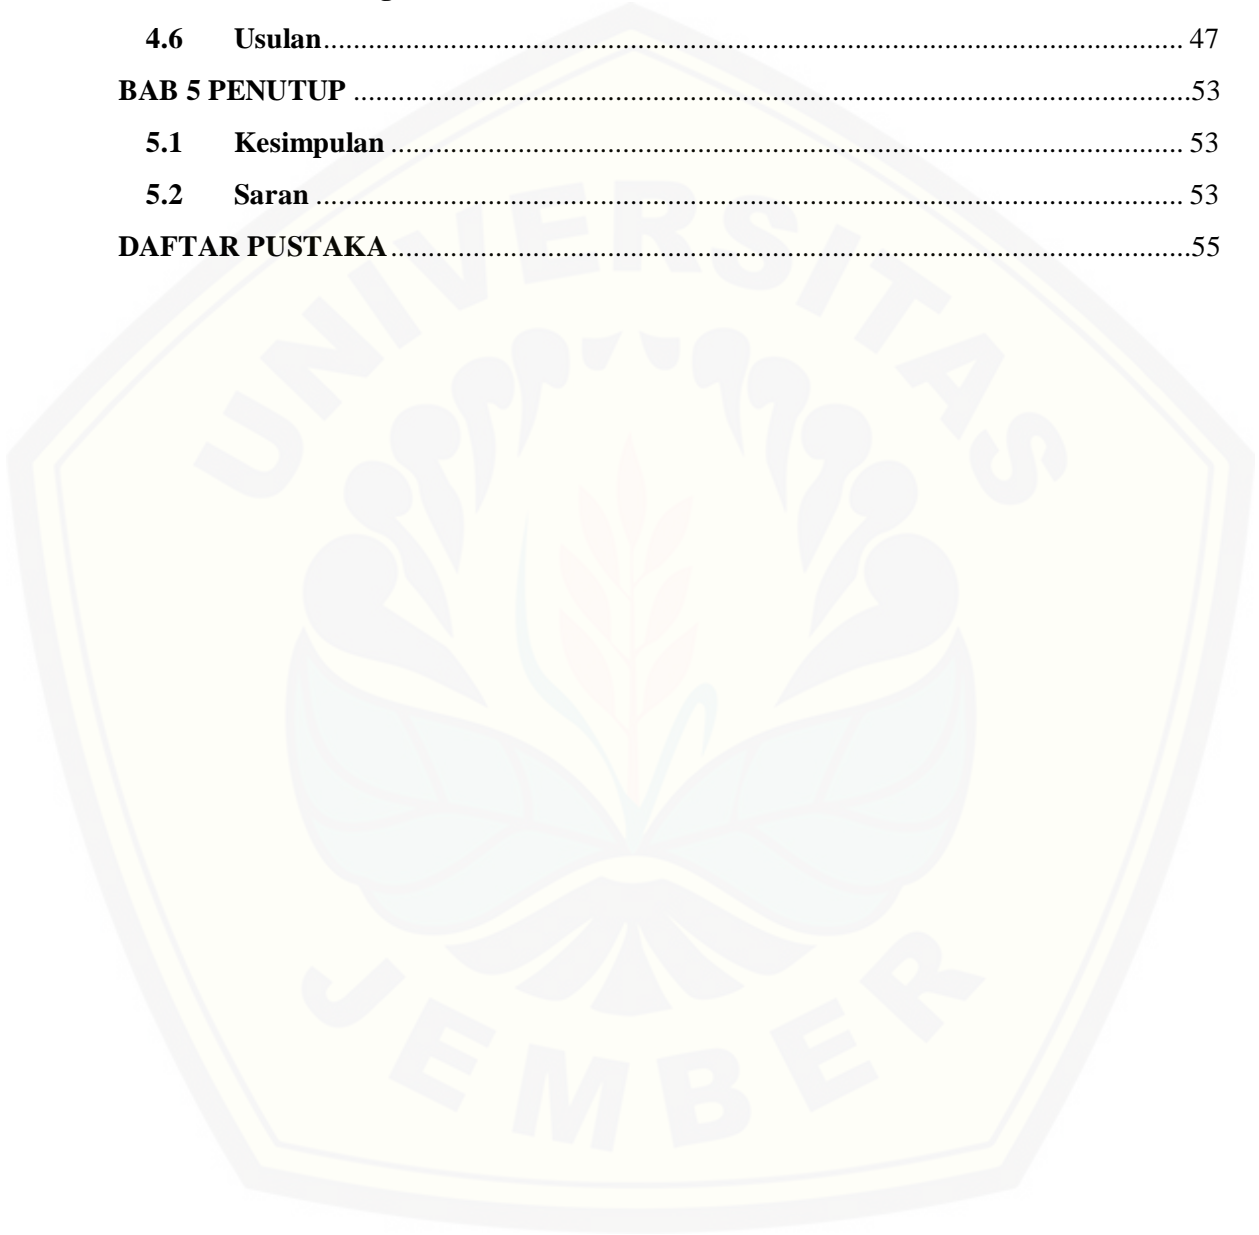 4.6 Usulan........................................................................................................................ 47
BAB 5 PENUTUP ....................................................................................................................53
5.1 Kesimpulan ............................................................................................................... 53
5.2 Saran ......................................................................................................................... 53
DAFTAR PUSTAKA...............................................................................................................55
UNIVERSITAS
JEMBER